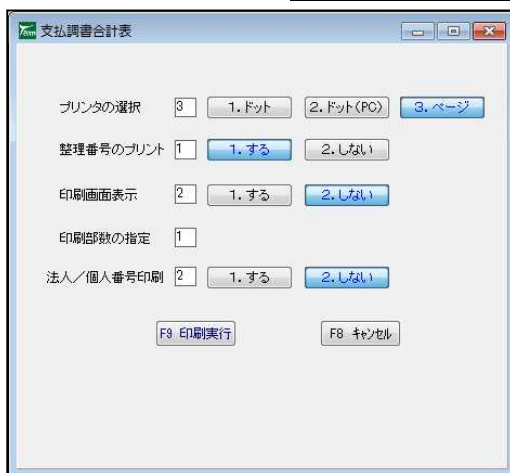 Team 支払調書合計表
プリンタの選択 3 1.ドット 2.ドット(PC) 3.ページ
整理番号のプリント 1 1.する 2.しない
印刷画面表示 2 1.する 2.しない
印刷部数の指定 1
法人/個人番号印刷 2 1.する 2.しない
F9 印刷実行 F8 キャンセル